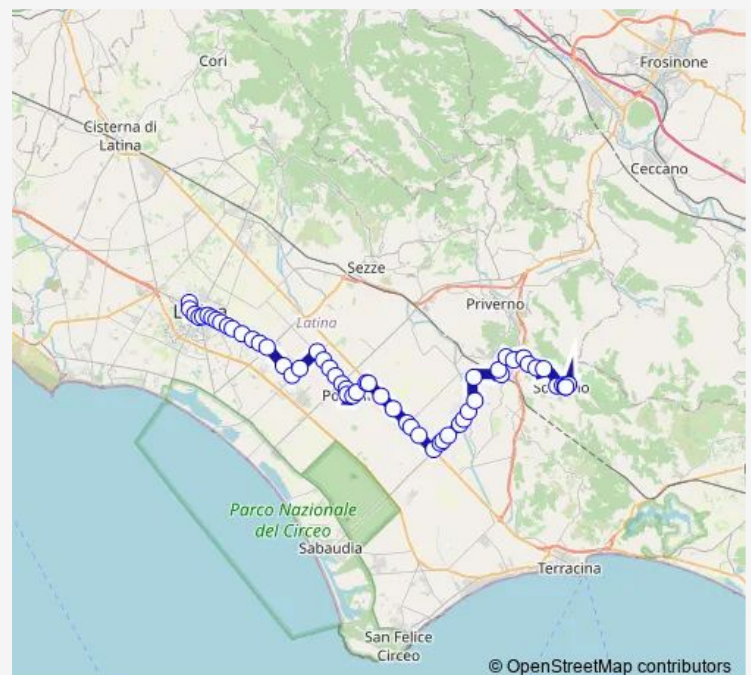 Cori
Frosinone
Cisterna di
Latina
Ceccano
Sezze
Priverno
Latina
Parco Nazionale
del Circeo
Sabaudia
Terracina
San Felice
Circeo
© OpenStreetMap contributors